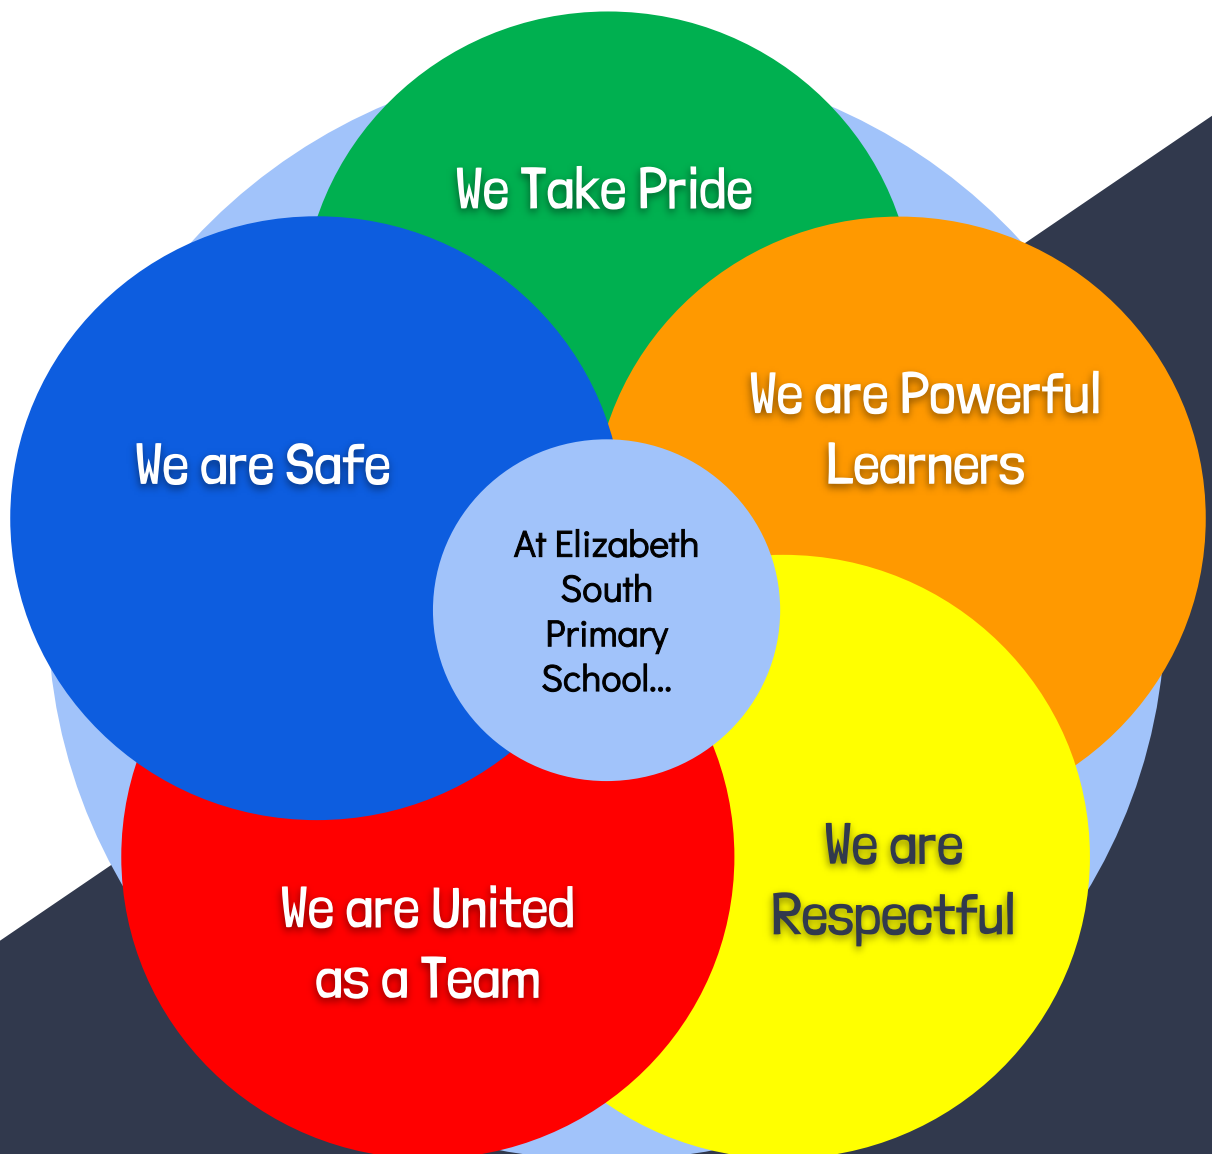 We Take Pride
We are Powerful
Learners
We are Safe
At Elizabeth
South
Primary
School...
We are
Respectful
We are United
as a Team